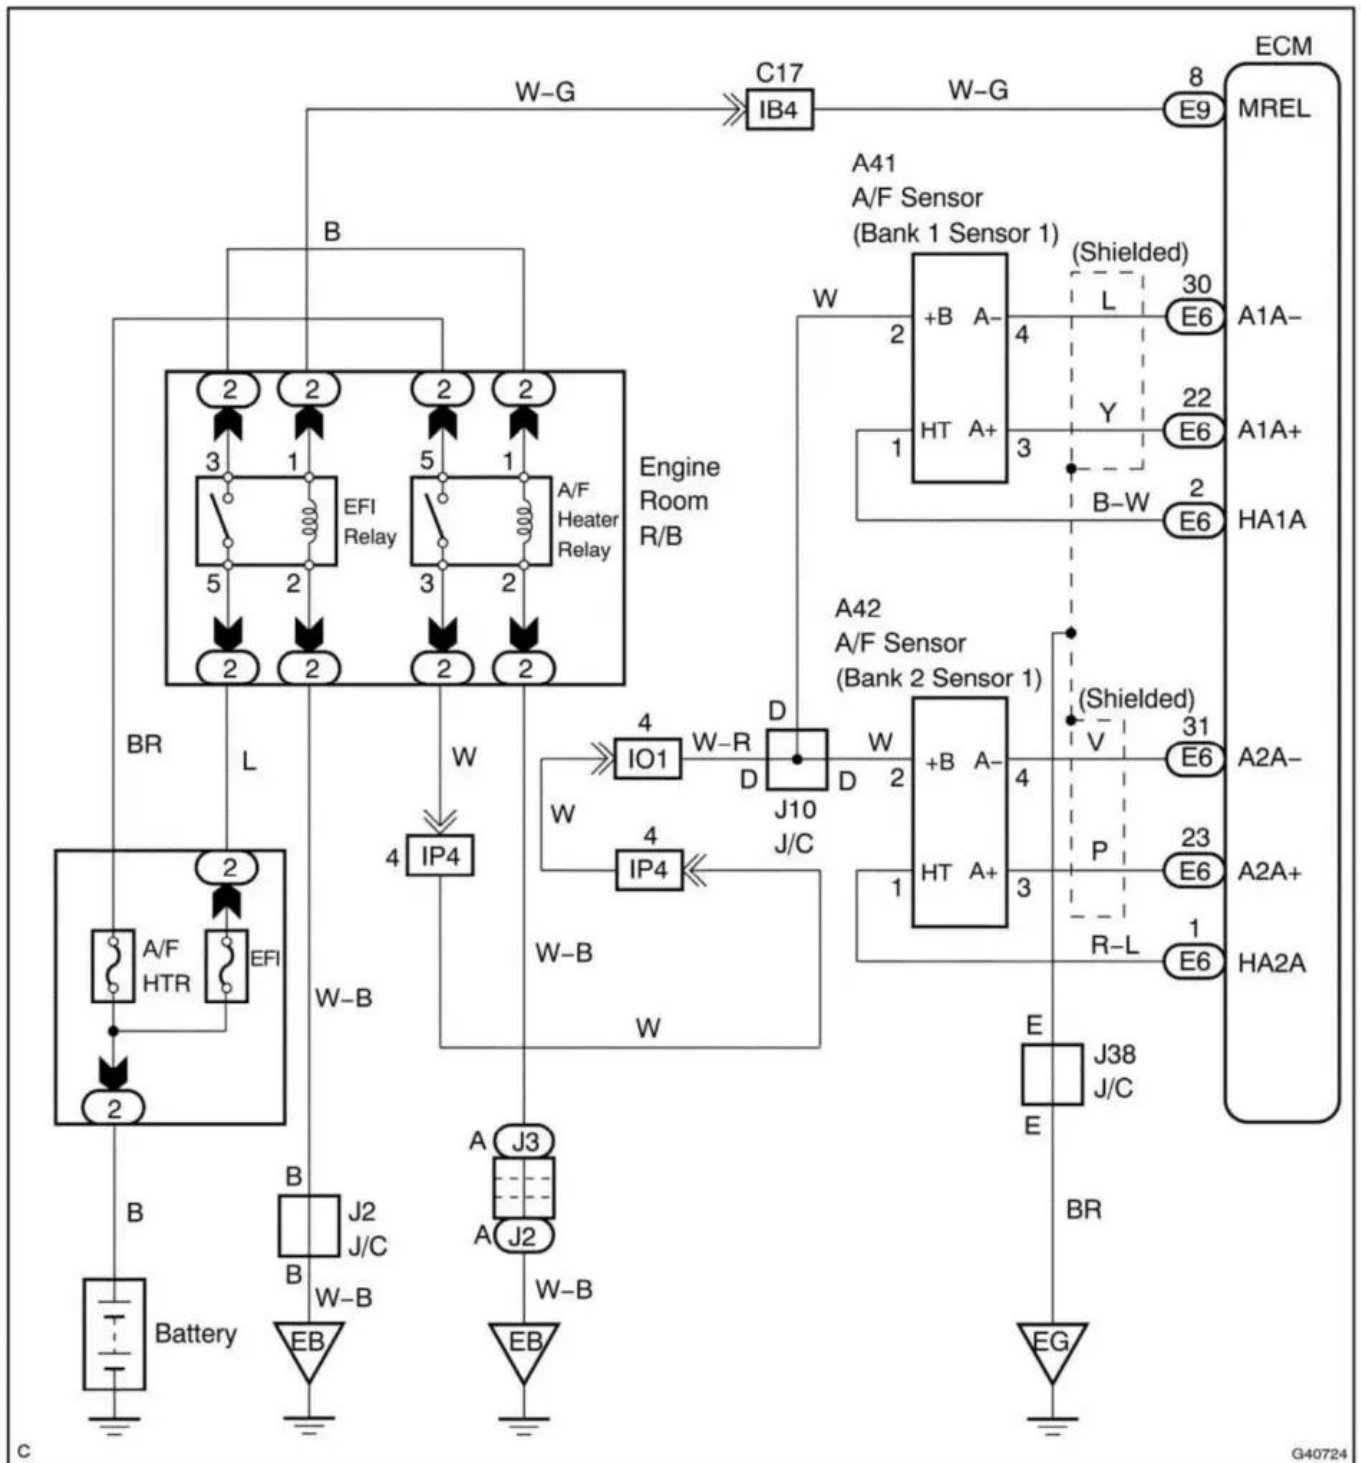 ECM
C17
8
W-G
IB4
W-G
E9
MREL
A41
A/F Sensor
(Bank 1 Sensor 1)
B
(Shielded)
30
W
L
2
+B
A-
4
E6
A1A-
22
Y
1
HT
A+
3
E6
A1A+
2
B-W
E6
HA1A
2
2
2
2
3
1
5
1
EFI
Relay
A/F
Heater
Relay
Engine
Room
R/B
5
2
3
2
2
2
2
2
A42
A/F Sensor
(Bank 2 Sensor 1)
(Shielded)
BR
L
W
4
IO1
W-R
D
D
D
J10
J/C
W
2
+B
A-
4
V
31
E6
A2A-
W
4
IP4
4
IP4
1
HT
A+
3
P
23
E6
A2A+
1
R-L
E6
HA2A
2
A/F
HTR
EFI
2
W-B
W-B
W
E
J38
J/C
E
A
J3
A
J2
B
B
J2
J/C
B
BR
W-B
W-B
Battery
EB
EB
EG
C
G40724